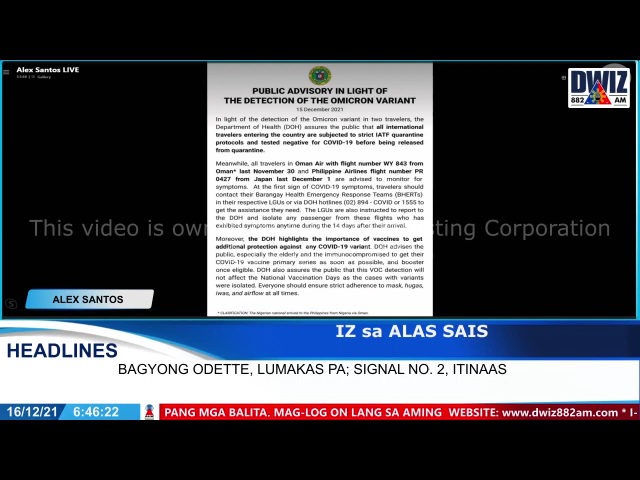 Alex Santos LIVE
DWIZ
882 AM
PUBLIC ADVISORY IN LIGHT OF
THE DETECTION OF THE OMICRON VARIANT
15 December 2021
In light of the detection of the Omicron variant in two travelers, the
Department of Health (DOH) assures the public that all international
travelers entering the country are subjected to strict IATF quarantine
protocols and tested negative for COVID-19 before being released
from quarantine.
Meanwhile, all travelers in Oman Air with flight number WY 843 from
Oman* last November 30 and Philippine Airlines flight number PR
0427 from Japan last December 1 are advised to monitor for
symptoms. At the first sign of COVID-19 symptoms, travelers should
contact their Barangay Health Emergency Response Teams (BHERTs)
in their respective LGUs or via DOH hotlines (02) 894 - COVID or 1555 to
get the assistance they need. The LGUs are also instructed to report to
the DOH and isolate any passenger from these flights who has
exhibited symptoms anytime during the 14 days after their arrival.
This video is own
ting Corporation
Moreover, the DOH highlights the importance of vaccines to get
additional protection against any COVID-19 variant. DOH advises the
public, especially the elderly and the immunocompromised to get their
COVID-19 vaccine primary series as soon as possible, and booster
once eligible. DOH also assures the public that this VOC detection will
not affect the National Vaccination Days as the cases with variants
were isolated. Everyone should ensure strict adherence to mask, hugas,
iwas, and airflow at all times.
* CLARIFICATION: The Nigerian national arrived to the Philippines from Nigeria via Oman
ALEX SANTOS
IZ sa ALAS SAIS
HEADLINES
BAGYONG ODETTE, LUMAKAS PA; SIGNAL NO. 2, ITINAAS
16/12/21 6:46:22 PANG MGA BALITA, MAG-LOG ON LANG SA AMING WEBSITE: www.dwiz882am.com * I-